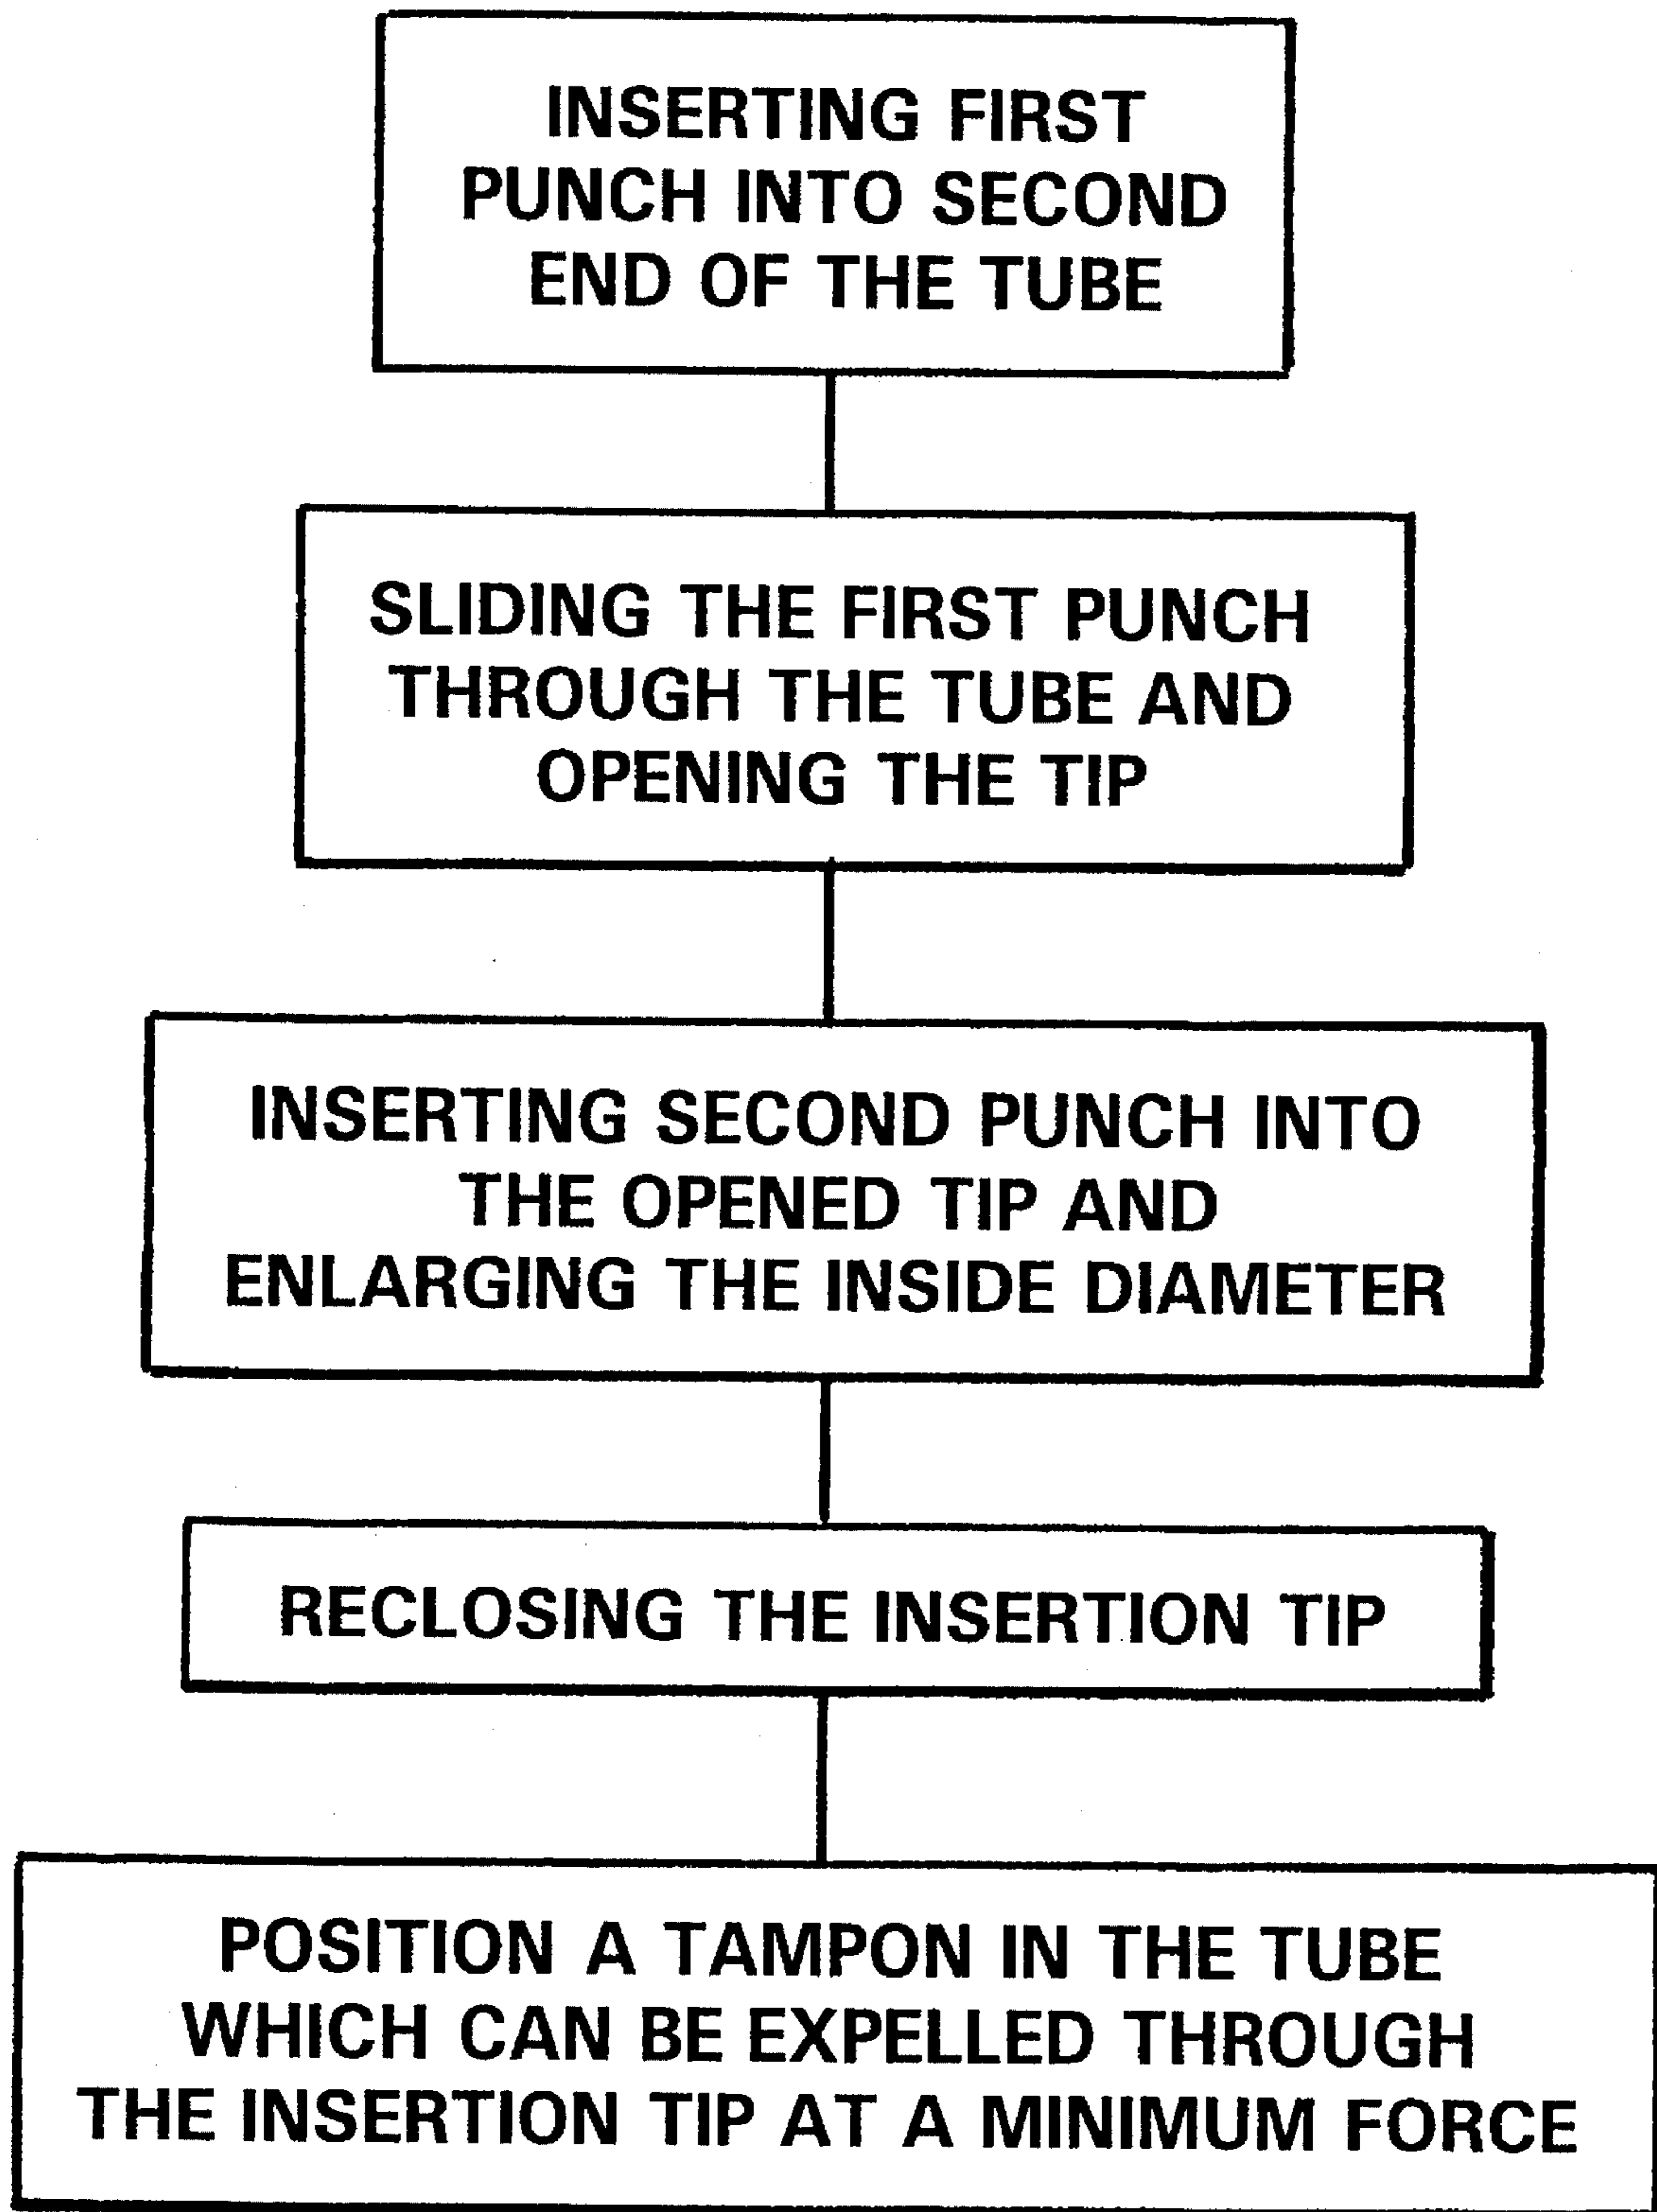 INSERTING FIRST
PUNCH INTO SECOND
END OF THE TUBE
SLIDING THE FIRST PUNCH
THROUGH THE TUBE AND
OPENING THE TIP
INSERTING SECOND PUNCH INTO
THE OPENED TIP AND
ENLARGING THE INSIDE DIAMETER
RECLOSING THE INSERTION TIP
POSITION A TAMPON IN THE TUBE
WHICH CAN BE EXPELLED THROUGH
THE INSERTION TIP AT A MINIMUM FORCE